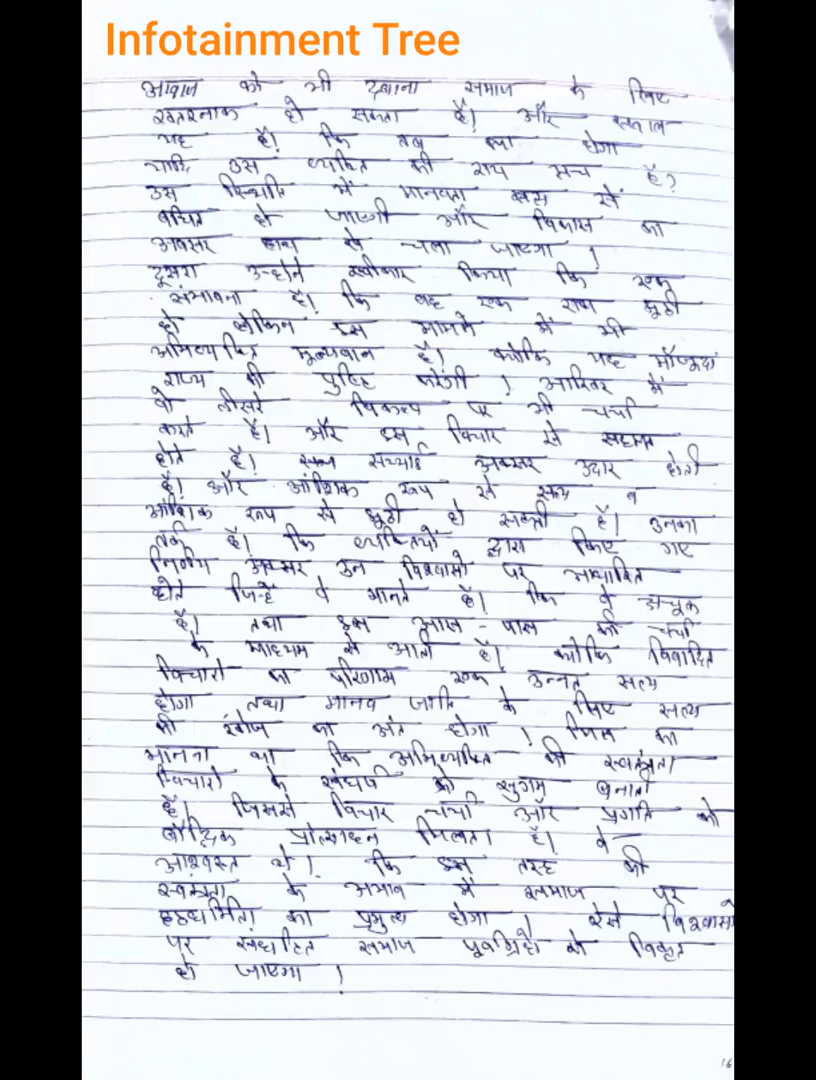 Infotainment Tree
आवाज को भी दबाना समाज के लिए
खतरनाक हो सकता है। और सवाल
यह है। कि तब क्या होगा
यदि उस व्यक्ति की राय सच है?
उस स्थिति में मानवता सत्य से
वंचित हो जाएगी और विकास का
अवसर हाथ से चला जाएगा।
दूसरा उन्होंने स्वीकार किया कि एक
संभावना है। कि वह एक राय झूठी
हो लेकिन इस मामले में भी
अभिव्यक्ति मूल्यवान है। क्योकि यह मौजूदा
राज्य की पुष्टि करेगी। आखिर में
वो तीसरे विकल्प पर भी चर्चा
करते है। और इस विचार से सहमत
होते है। सच्चाई अक्सर उदार होती
है। और आंशिक रूप से सत्य व
आंशिक रूप से झूठी हो सकती है। उनका
तर्क है। कि व्यक्तियों द्वारा किए गए
निर्णय अक्सर उन विश्वासो पर आधारित
होते जिन्हें वे मानते है। कि वे अचूक
है। तथा इस आस-पास की चर्चा
के माध्यम से आते है। क्योकि विवादित
विचारो का परिणाम एक उन्नत सत्य
होगा तथा मानव जाति के लिए सत्य
की खोज का अंत होगा। मिल का
मानना था कि अभिव्यक्ति की स्वतंत्रता
विचारो के संघर्ष को सुगम बनाती
है। जिससे विचार चर्चा और प्रगति को
बौद्धिक प्रोत्साहन मिलता है। वे
आश्वस्त थे। कि इस तरह की
स्वतंत्रता के अभाव में समाज पर
हठधर्मिता का प्रभुत्व होगा। ऐसे विश्वासो
पर संघटित समाज पूर्वाग्रहो से विकृत
हो जाएगा।
16